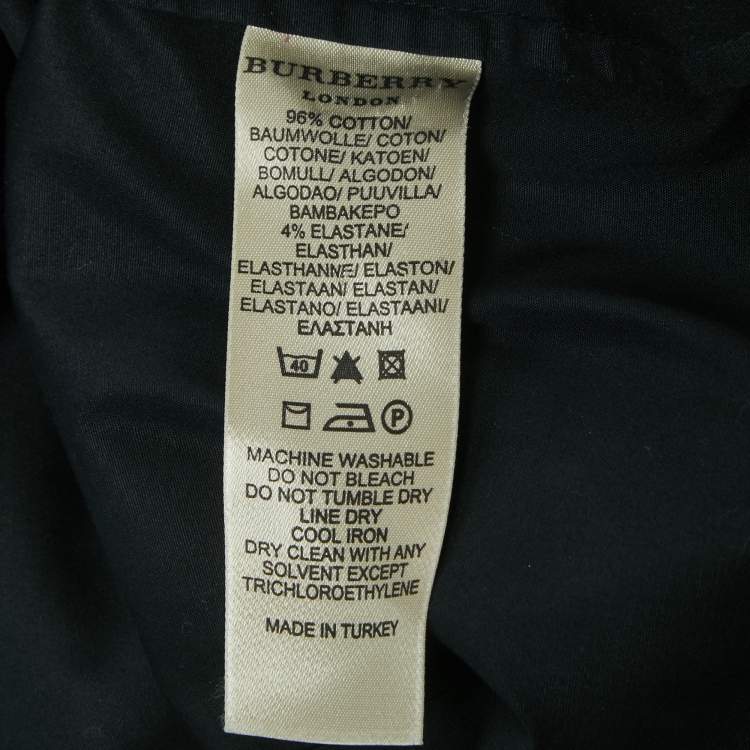 BURBERRY
LONDON
96% COTTON/
BAUMWOLLE/ COTON/
COTONE/ KATOEN/
BOMULL/ ALGODON/
ALGODAO/ PUUVILLA/
BAMBAKEPO
4% ELASTANE/
ELASTHAN/
ELASTHANNE/ ELASTON/
ELASTAAN/ ELASTAN/
ELASTANO/ ELASTAANI/
ΕΛΑΣΤΑΝΗ
40
P
MACHINE WASHABLE
DO NOT BLEACH
DO NOT TUMBLE DRY
LINE DRY
COOL IRON
DRY CLEAN WITH ANY
SOLVENT EXCEPT
TRICHLOROETHYLENE
MADE IN TURKEY